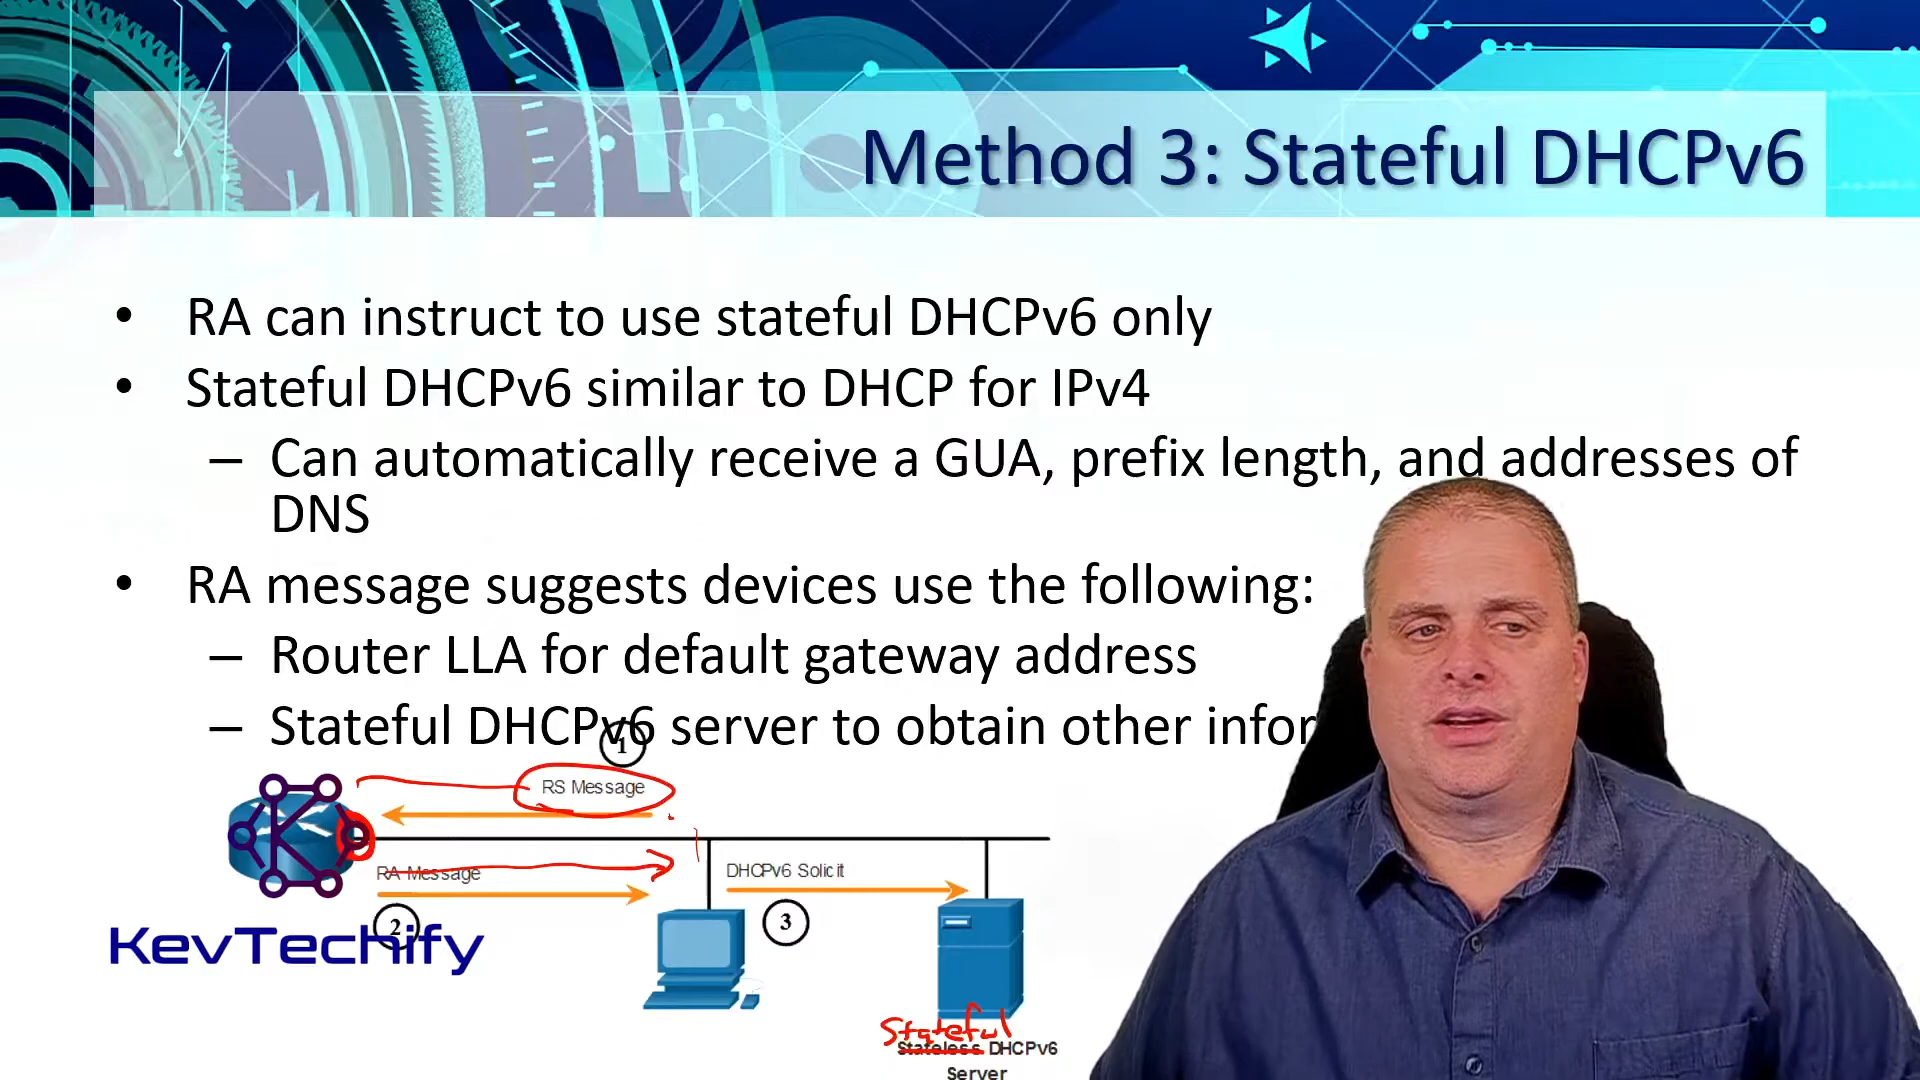 Method 3: Stateful DHCPv6
• RA can instruct to use stateful DHCPv6 only
• Stateful DHCPv6 similar to DHCP for IPv4
– Can automatically receive a GUA, prefix length, and addresses of
DNS
• RA message suggests devices use the following:
– Router LLA for default gateway address
– Stateful DHCPv6 server to obtain other infor
1
RS Message
RA Message
DHCPv6 Solicit
2
3
KevTechify
Stateful
Stateless DHCPv6
Server